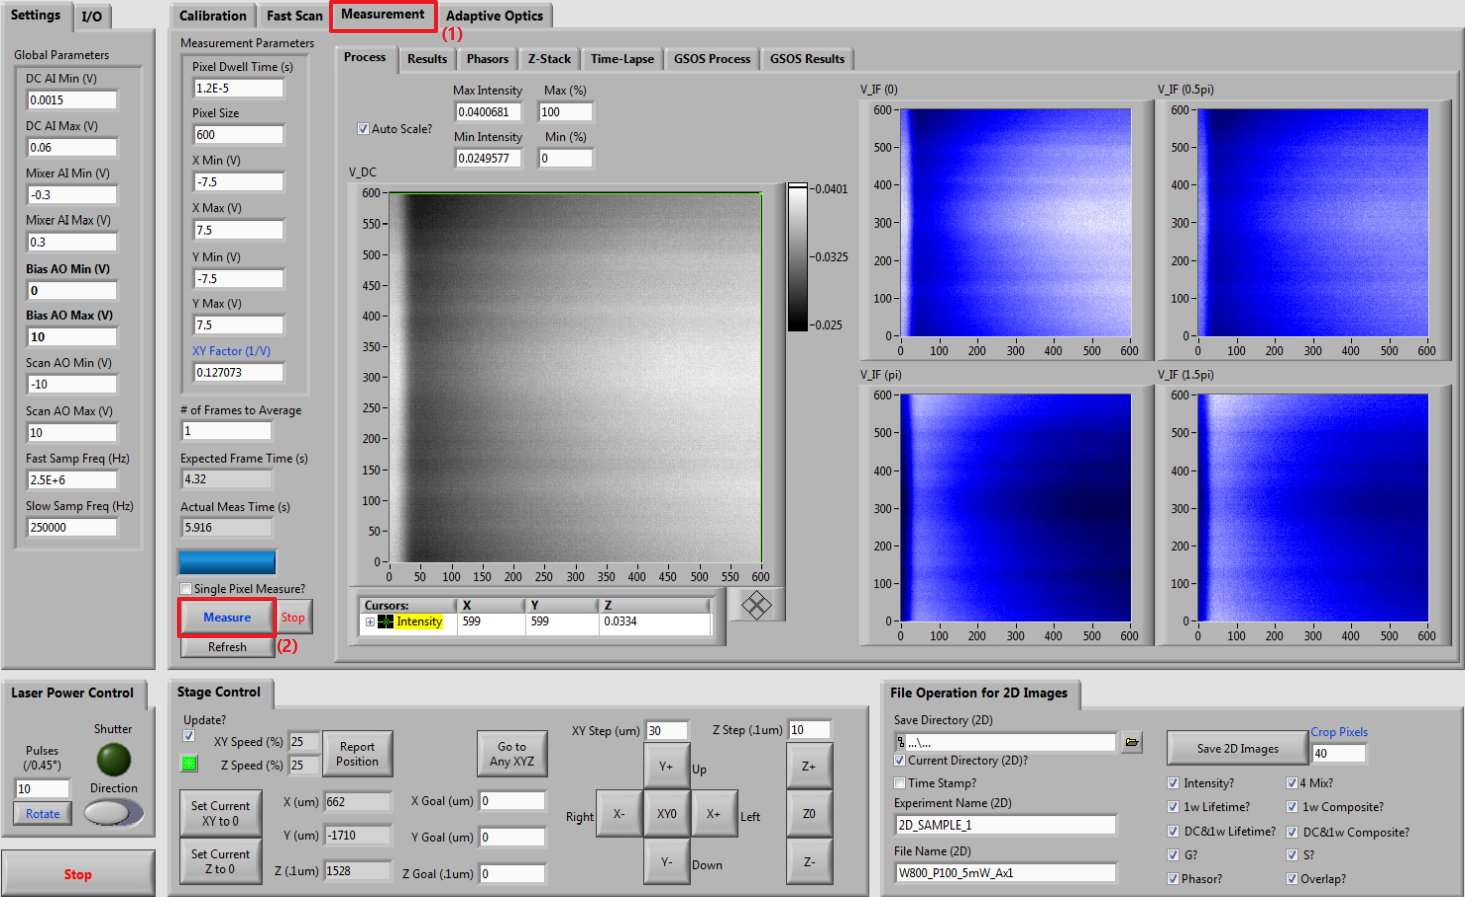 Settings
I/O
Global Parameters
DC AI Min (V)
0.0015
DC AI Max (V)
0.06
Mixer AI Min (V)
-0.3
Mixer AI Max (V)
0.3
Bias AO Min (V)
0
Bias AO Max (V)
10
Scan AO Min (V)
-10
Scan AO Max (V)
10
Fast Samp Freq (Hz)
2.5E+6
Slow Samp Freq (Hz)
250000
Calibration
Fast Scan
Measurement
Adaptive Optics
(1)
Measurement Parameters
Pixel Dwell Time (s)
1.2E-5
Pixel Size
600
X Min (V)
-7.5
X Max (V)
7.5
Y Min (V)
-7.5
Y Max (V)
7.5
XY Factor (1/V)
0.127073
# of Frames to Average
1
Expected Frame Time (s)
4.32
Actual Meas Time (s)
5.916
Single Pixel Measure?
Measure
Stop
Refresh
(2)
Process
Results
Phasors
Z-Stack
Time-Lapse
GSOS Process
GSOS Results
Auto Scale?
Max Intensity
0.0400681
Max (%)
100
Min Intensity
0.0249577
Min (%)
0
V_DC
600
550
500
450
400
350
300
250
200
150
100
50
0
0 50 100 150 200 250 300 350 400 450 500 550 600
0.0401
0.0325
0.025
Cursors: X Y Z
Intensity 599 599 0.0334
V_IF (0)
600
500
400
300
200
100
0
0 100 200 300 400 500 600
V_IF (0.5pi)
600
500
400
300
200
100
0
0 100 200 300 400 500 600
V_IF (pi)
600
500
400
300
200
100
0
0 100 200 300 400 500 600
V_IF (1.5pi)
600
500
400
300
200
100
0
0 100 200 300 400 500 600
Laser Power Control
Shutter
Pulses
(/0.45°)
10
Rotate
Direction
Stop
Stage Control
Update?
XY Speed (%) 25
Z Speed (%) 25
Report
Position
Go to
Any XYZ
Set Current
XY to 0
Set Current
Z to 0
X (um) 662
Y (um) -1710
Z (.1um) 1528
X Goal (um) 0
Y Goal (um) 0
Z Goal (.1um) 0
XY Step (um) 30
Z Step (.1um) 10
Y+ Up
Right X- XY0 X+ Left
Y- Down
Z+
Z0
Z-
File Operation for 2D Images
Save Directory (2D)
...\...
Current Directory (2D)?
Time Stamp?
Experiment Name (2D)
2D_SAMPLE_1
File Name (2D)
W800_P100_5mW_Ax1
Save 2D Images
Crop Pixels
40
Intensity?
4 Mix?
1w Lifetime?
1w Composite?
DC&1w Lifetime?
DC&1w Composite?
G?
S?
Phasor?
Overlap?